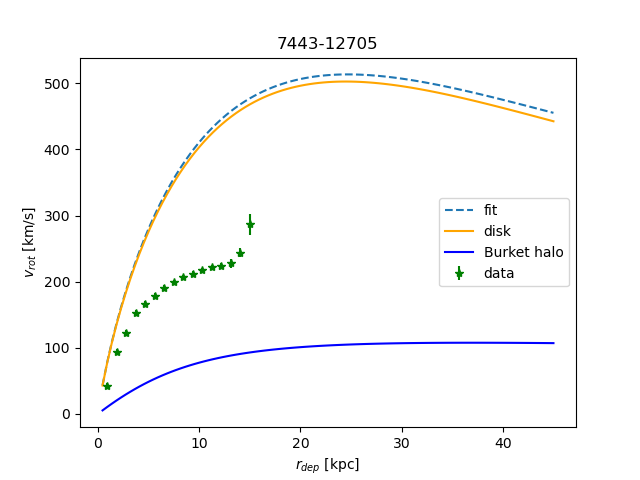 7443-12705
500
400
300
200
100
0
v_rot [km/s]
fit
disk
Burket halo
data
0 10 20 30 40
r_dep [kpc]